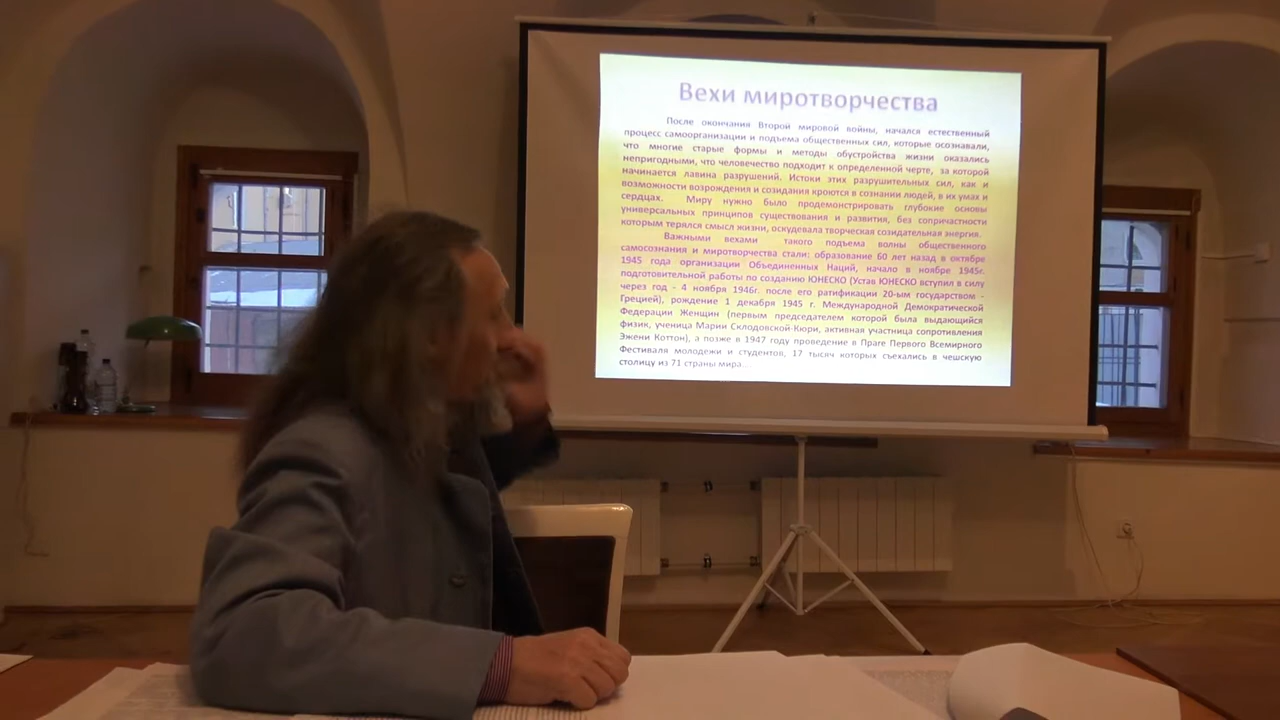 Вехи миротворчества
После окончания Второй мировой войны, начался естественный
процесс самоорганизации и подъема общественных сил, которые осознавали,
что многие старые формы и методы обустройства жизни оказались
непригодными, что человечество подходит к определенной черте, за которой
начинается лавина разрушений. Истоки этих разрушительных сил, как и
возможности возрождения и созидания кроются в сознании людей, в их умах и
сердцах. Миру нужно было продемонстрировать глубокие основы
универсальных принципов существования и развития, без сопричастности
которым терялся смысл жизни, оскудевала творческая созидательная энергия.
Важными вехами такого подъема волны общественного
самосознания и миротворчества стали: образование 60 лет назад в октябре
1945 года организации Объединенных Наций, начало в ноябре 1945г.
подготовительной работы по созданию ЮНЕСКО (Устав ЮНЕСКО вступил в силу
через год - 4 ноября 1946г. после его ратификации 20-ым государством -
Грецией), рождение 1 декабря 1945 г. Международной Демократической
Федерации Женщин (первым председателем которой была выдающийся
физик, ученица Марии Склодовской-Кюри, активная участница сопротивления
Эжени Коттон), а позже в 1947 году проведение в Праге Первого Всемирного
Фестиваля молодежи и студентов, 17 тысяч которых съехались в чешскую
столицу из 71 страны мира...